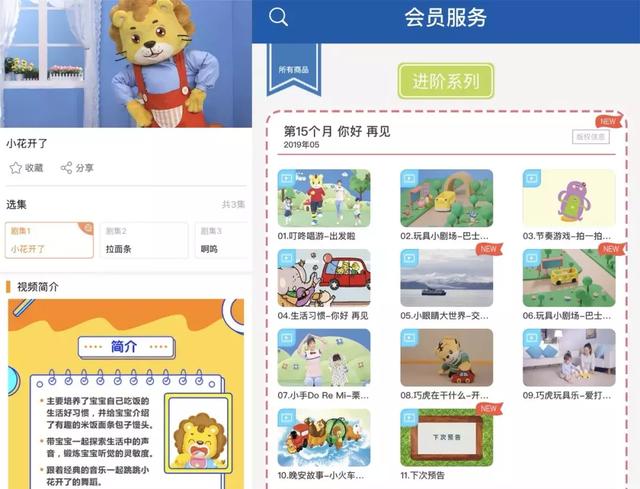 小花开了
收藏
分享
选集
共3集
剧集1
小花开了
剧集2
拉面条
剧集3
啊呜
视频简介
简介
主要培养了宝宝自己吃饭的
生活好习惯，并给宝宝介绍
了有趣的米饭面条包子馒头。
带宝宝一起探索生活中的声
音，锻炼宝宝听觉的灵敏度。
跟着经典的音乐一起跳跳小
花开了的舞蹈。
会员服务
所有商品
进阶系列
NEW
第15个月 你好 再见
2019年05
版权信息
01.叮咚唱游-出发啦
02.玩具小剧场-巴士...
03.节奏游戏-拍一拍...
NEW
NEW
04.生活习惯-你好 再见
05.小眼睛大世界-交...
06.玩具小剧场-巴士...
07.小手Do Re Mi-栗...
08.巧虎在干什么-开...
09.巧虎玩具乐-爱打...
NEW
下次预告
10.晚安故事-小火车...
11.下次预告